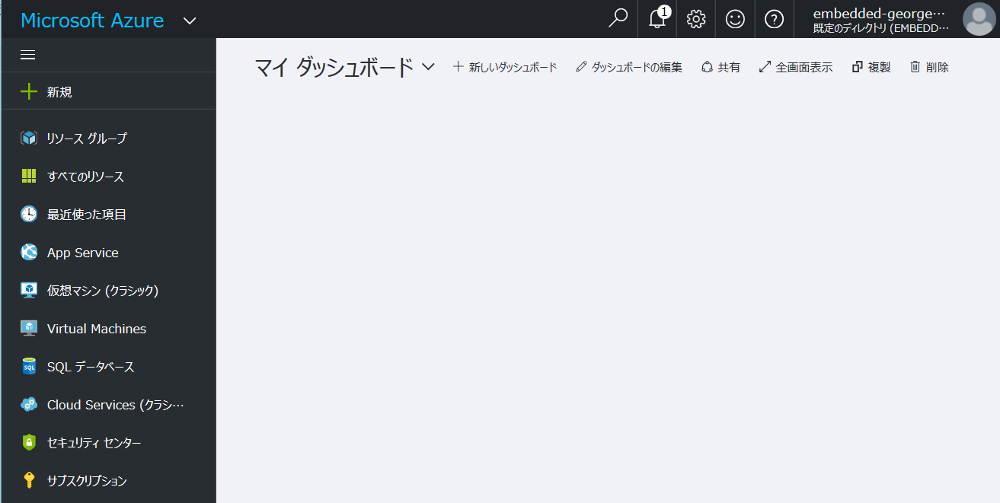 Microsoft Azure
1
embedded-george…
既定のディレクトリ (EMBEDD…
マイ ダッシュボード
新しいダッシュボード
ダッシュボードの編集
共有
全画面表示
複製
削除
新規
リソース グループ
すべてのリソース
最近使った項目
App Service
仮想マシン (クラシック)
Virtual Machines
SQL
SQL データベース
Cloud Services (クラシ…
セキュリティ センター
サブスクリプション